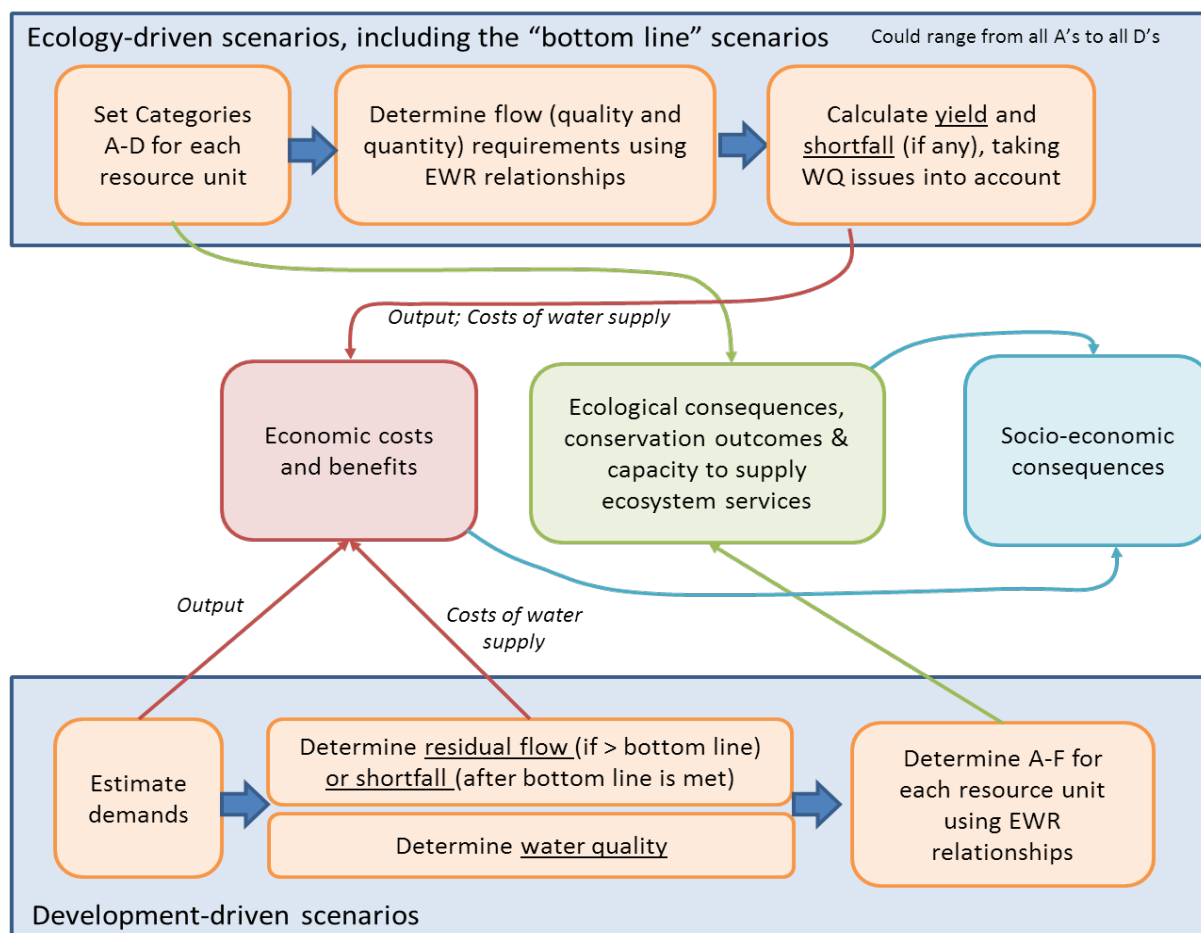 Ecology-driven scenarios, including the “bottom line” scenarios
Could range from all A’s to all D’s
Set Categories
A-D for each
resource unit
Determine flow (quality and
quantity) requirements using
EWR relationships
Calculate yield and
shortfall (if any), taking
WQ issues into account
Output; Costs of water supply
Economic costs
and benefits
Ecological consequences,
conservation outcomes &
capacity to supply
ecosystem services
Socio-economic
consequences
Output
Costs of water
supply
Estimate
demands
Determine residual flow (if > bottom line)
or shortfall (after bottom line is met)
Determine water quality
Determine A-F for
each resource unit
using EWR
relationships
Development-driven scenarios